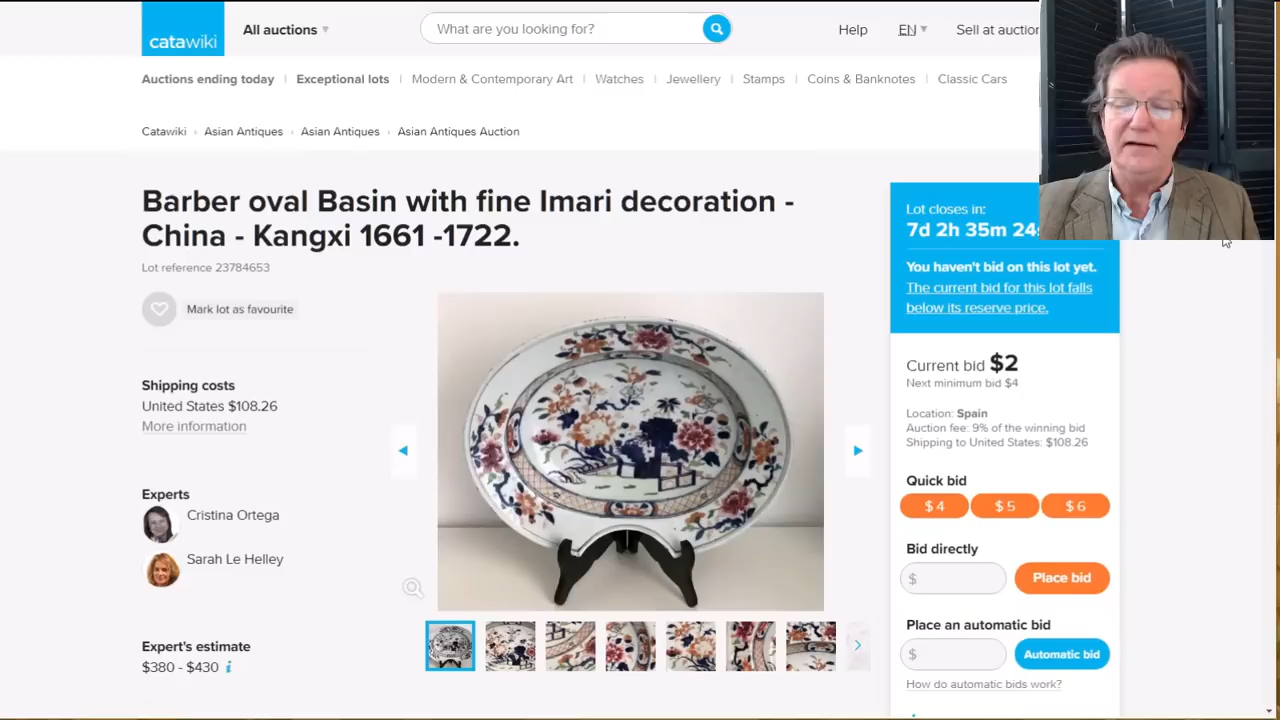 catawiki
All auctions
What are you looking for?
Help
EN
Sell at auction
Auctions ending today
Exceptional lots
Modern & Contemporary Art
Watches
Jewellery
Stamps
Coins & Banknotes
Classic Cars
Catawiki
Asian Antiques
Asian Antiques
Asian Antiques Auction
Barber oval Basin with fine Imari decoration -
China - Kangxi 1661 -1722.
Lot reference 23784653
Mark lot as favourite
Shipping costs
United States $108.26
More information
Experts
Cristina Ortega
Sarah Le Helley
Expert's estimate
$380 - $430
Lot closes in:
7d 2h 35m 24s
You haven't bid on this lot yet.
The current bid for this lot falls
below its reserve price.
Current bid $2
Next minimum bid $4
Location: Spain
Auction fee: 9% of the winning bid
Shipping to United States: $108.26
Quick bid
$ 4
$ 5
$ 6
Bid directly
$
Place bid
Place an automatic bid
$
Automatic bid
How do automatic bids work?